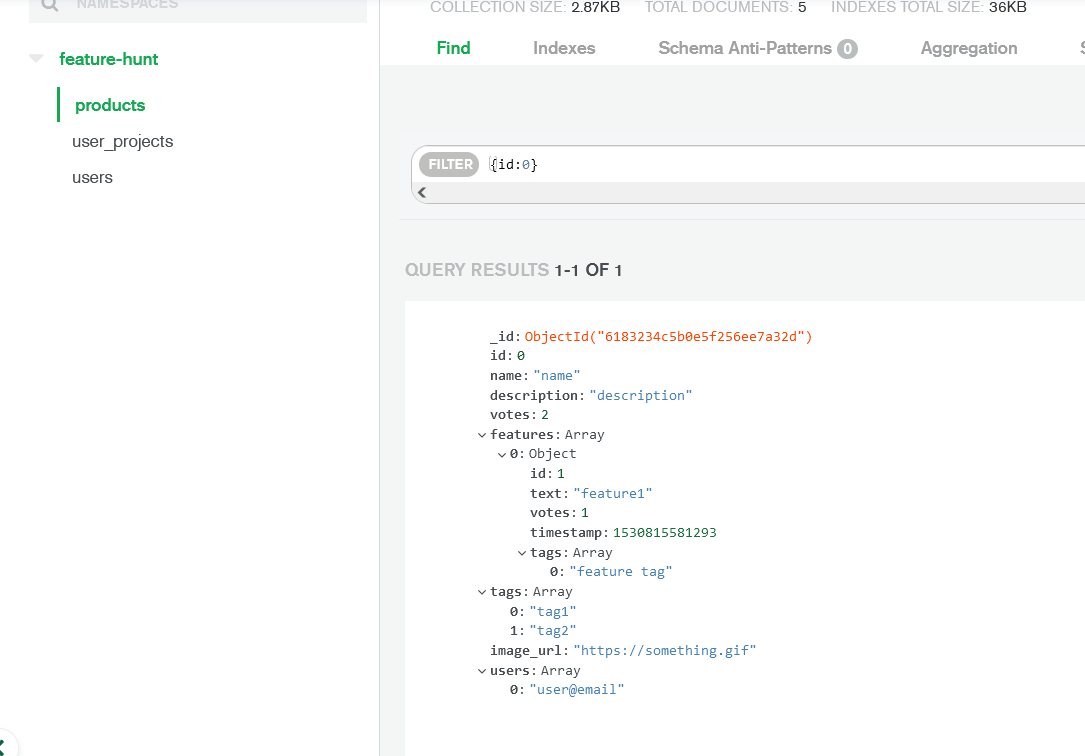 NAMESPACES
COLLECTION SIZE: 2.87KB TOTAL DOCUMENTS: 5 INDEXES TOTAL SIZE: 36KB
Find Indexes Schema Anti-Patterns 0 Aggregation
feature-hunt
products
user_projects
users
FILTER {id:0}
QUERY RESULTS 1-1 OF 1
_id: ObjectId("6183234c5b0e5f256ee7a32d")
id: 0
name: "name"
description: "description"
votes: 2
features: Array
0: Object
id: 1
text: "feature1"
votes: 1
timestamp: 1530815581293
tags: Array
0: "feature tag"
tags: Array
0: "tag1"
1: "tag2"
image_url: "https://something.gif"
users: Array
0: "user@email"